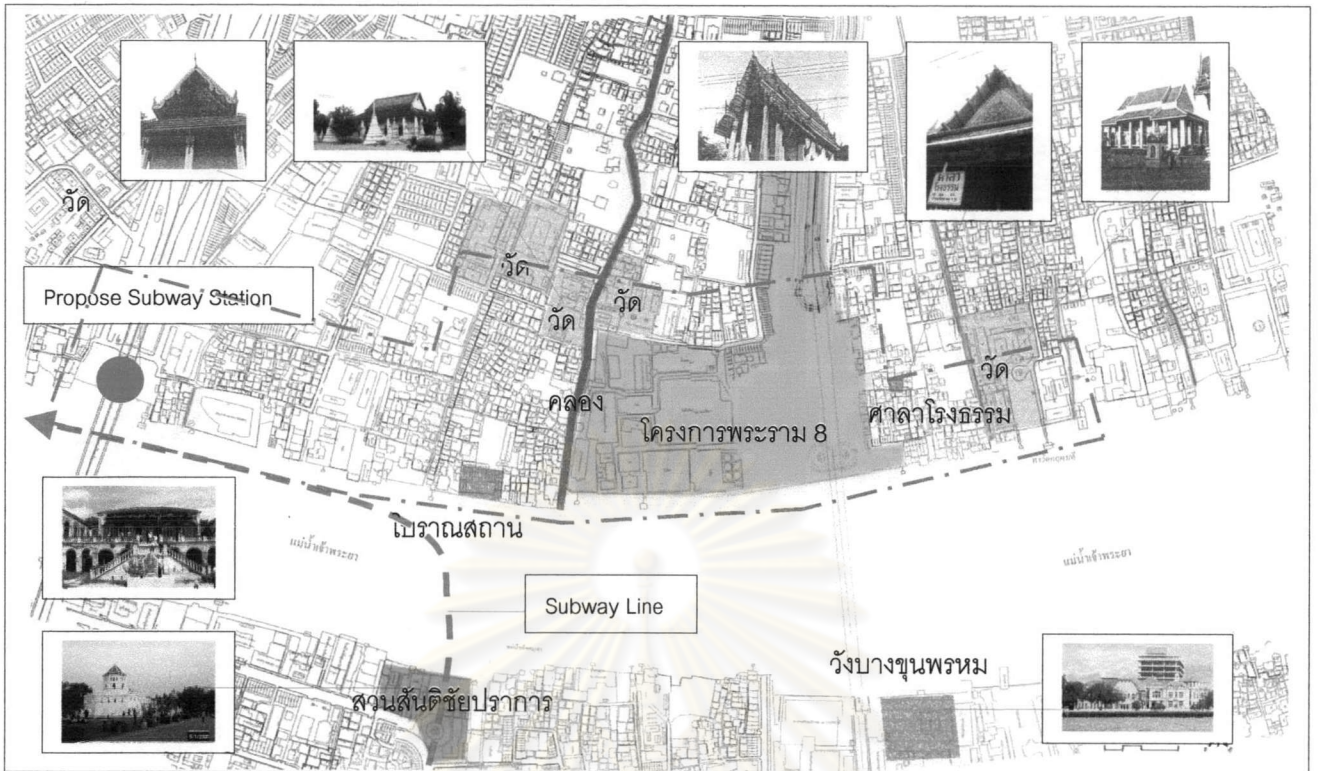 วัด
Propose Subway Station
วัด
วัด
วัด
วัด
คลอง
โครงการพระราม 8
ศาลาโรงธรรม
โบราณสถาน
แม่น้ำเจ้าพระยา
แม่น้ำเจ้าพระยา
Subway Line
วังบางขุนพรหม
สวนสันติชัยปราการ